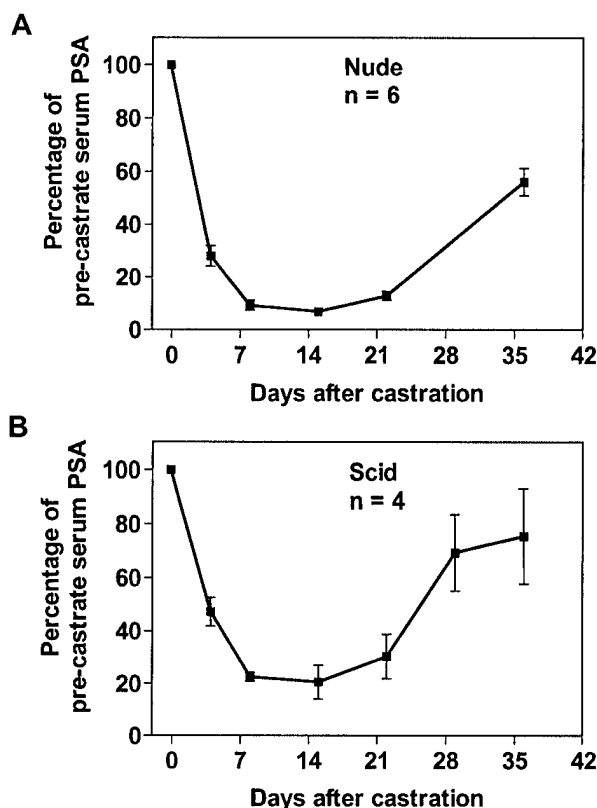 A
Percentage of
pre-castrate serum PSA
100
80
60
40
20
0
Nude
n = 6
0 7 14 21 28 35 42
Days after castration
B
Percentage of
pre-castrate serum PSA
100
80
60
40
20
0
Scid
n = 4
0 7 14 21 28 35 42
Days after castration